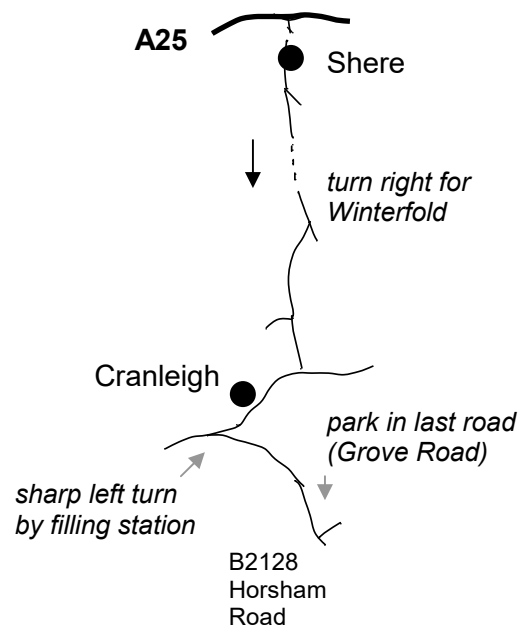 A25
Shere
turn right for
Winterfold
Cranleigh
park in last road
(Grove Road)
sharp left turn
by filling station
B2128
Horsham
Road